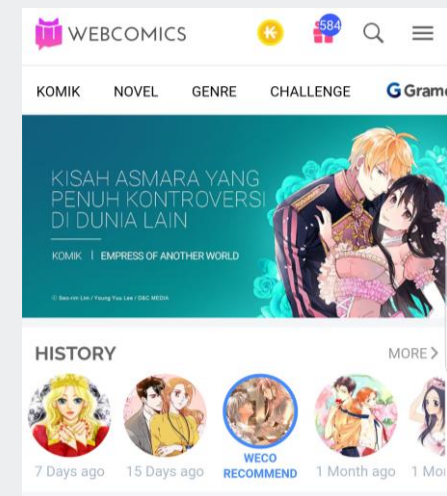 WEBCOMICS
584
KOMIK NOVEL GENRE CHALLENGE G Grame
KISAH ASMARA YANG
PENUH KONTROVERSI
DI DUNIA LAIN
KOMIK | EMPRESS OF ANOTHER WORLD
© Seo-rim Lim / Young Yuu Lee / D&C MEDIA
HISTORY MORE >
7 Days ago 15 Days ago WECO
RECOMMEND 1 Month ago 1 Mo